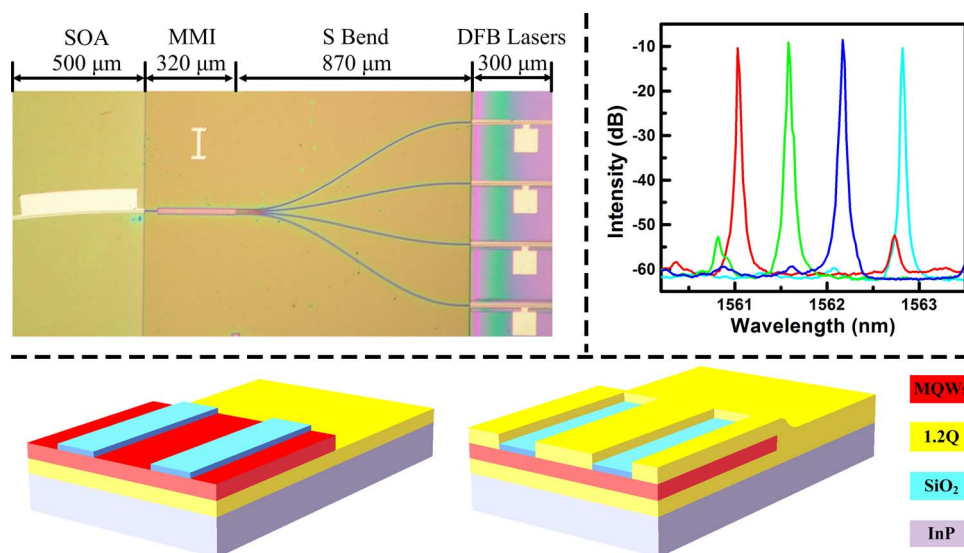 SOA MMI S Bend DFB Lasers
500 μm 320 μm 870 μm 300 μm
-10
-20
-30
-40
-50
-60
Intensity (dB)
1561 1562 1563
Wavelength (nm)
MQWs
1.2Q
SiO₂
InP